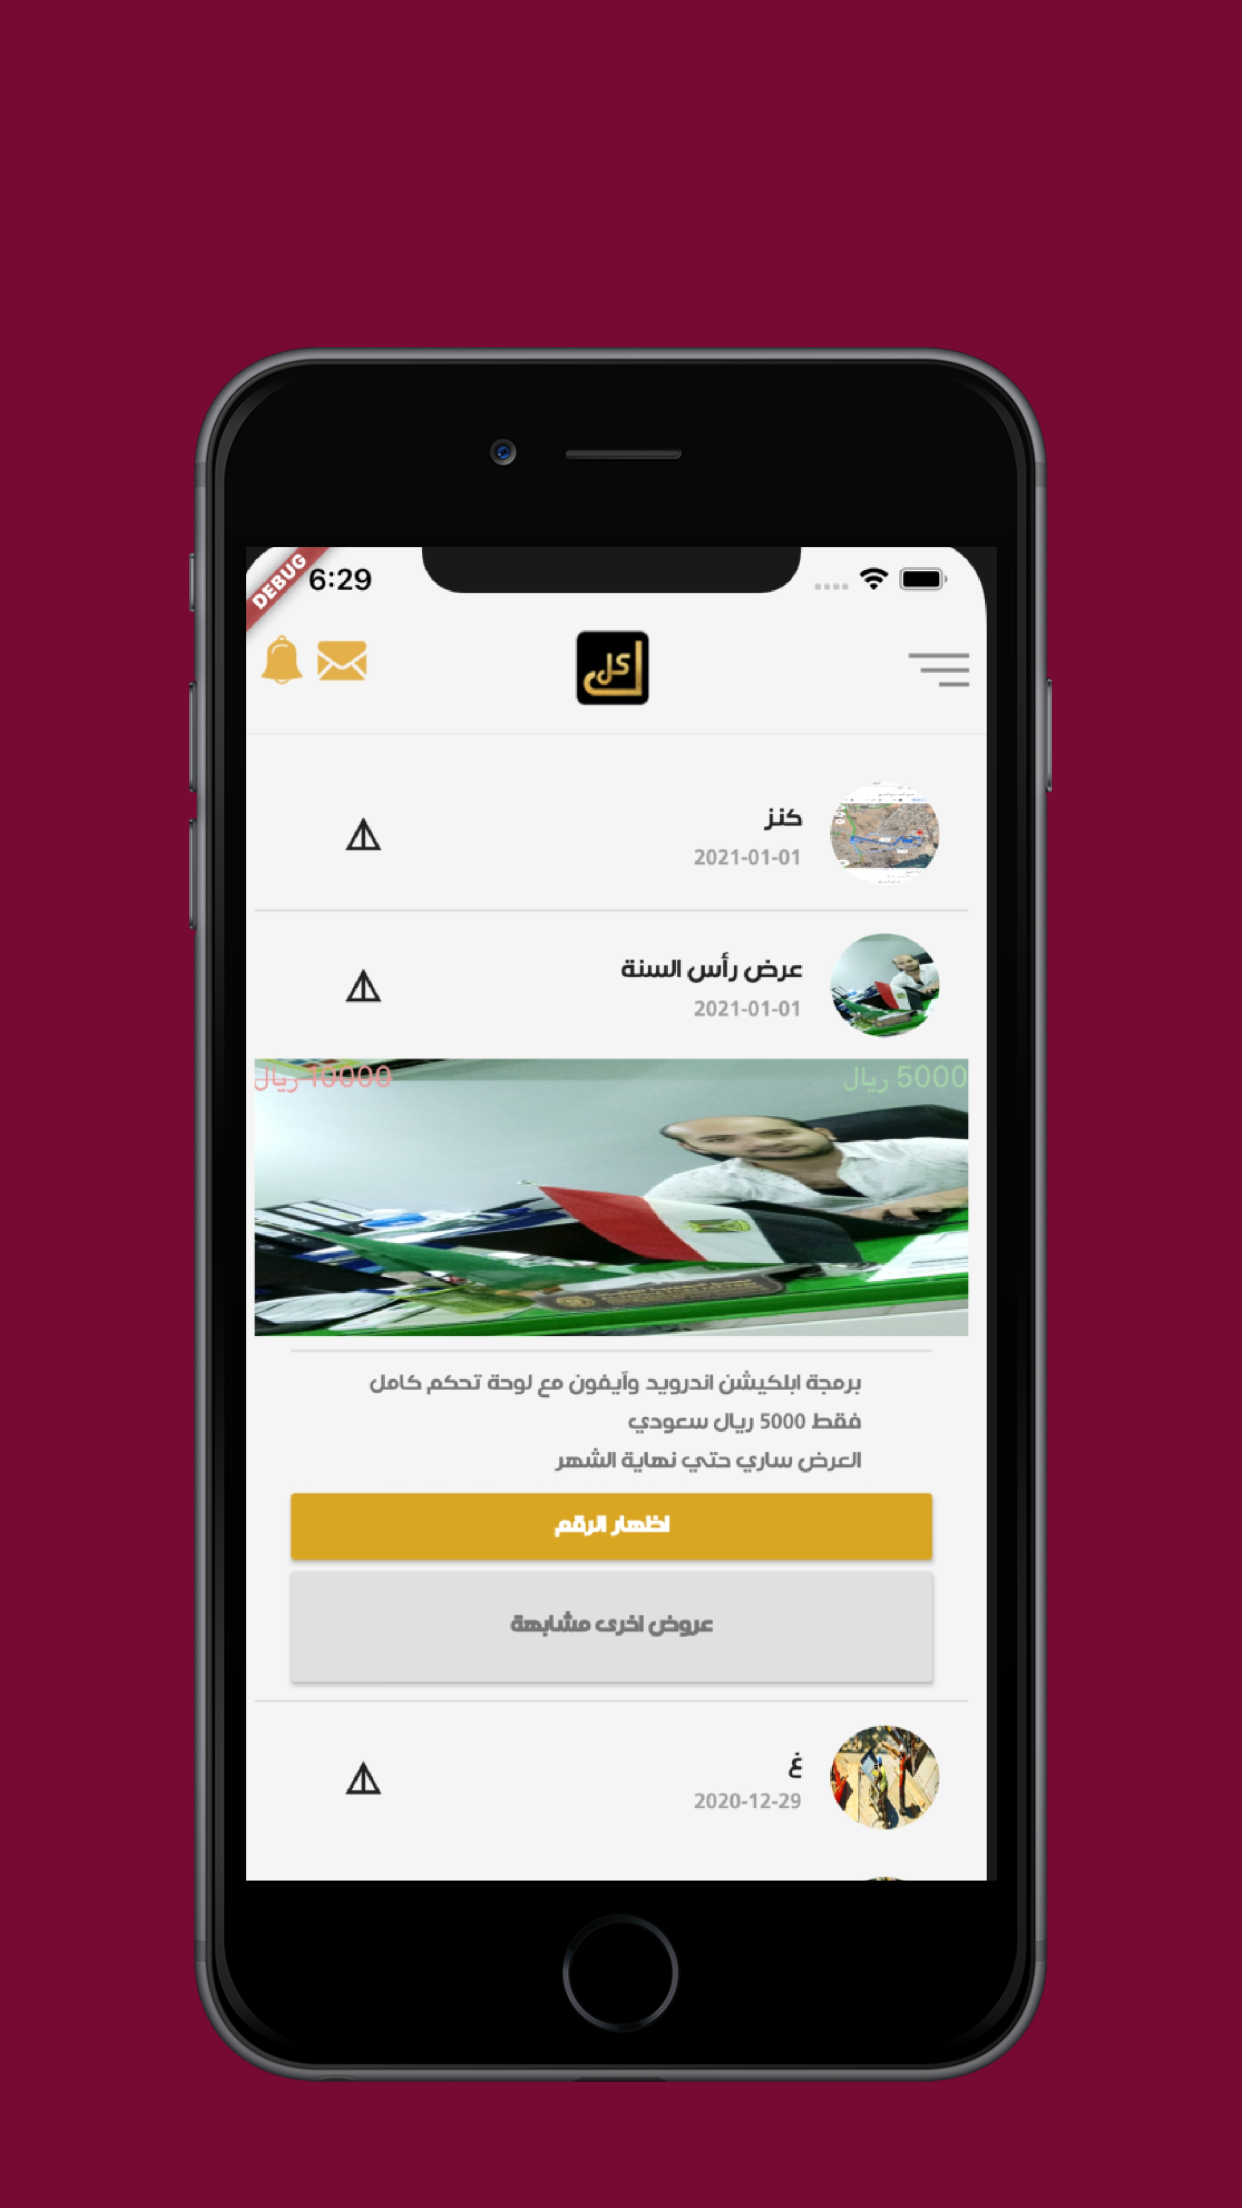 DEBUG
6:29
كل
كنز
2021-01-01
عرض رأس السنة
2021-01-01
5000 ريال
10000 ريال
برمجة ابلكيشن اندرويد وآيفون مع لوحة تحكم كامل
فقط 5000 ريال سعودي
العرض ساري حتي نهاية الشهر
اظهار الرقم
عروض اخرى مشابهة
غ
2020-12-29